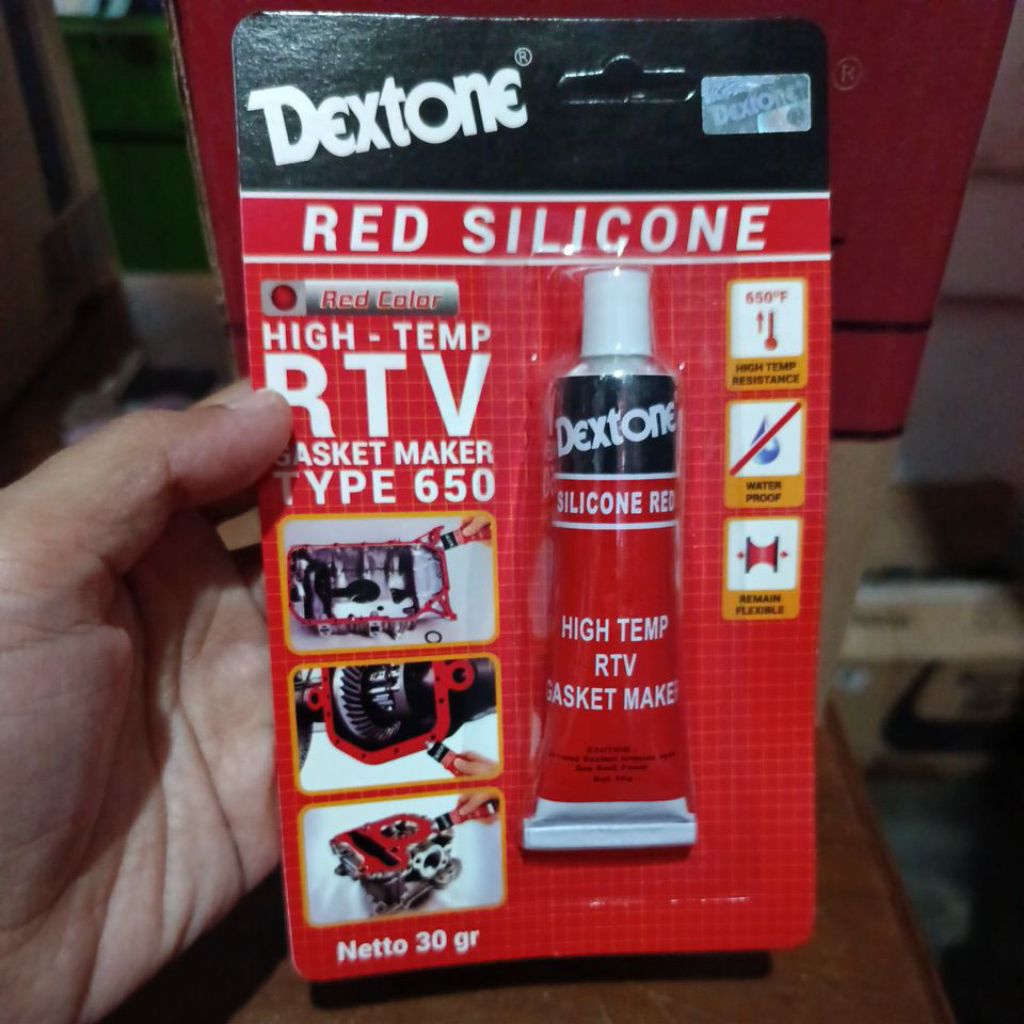 Dextone®
Dextone
®
RED SILICONE
Red Color
HIGH - TEMP
RTV
GASKET MAKER
TYPE 650
650°F
HIGH TEMP
RESISTANCE
WATER
PROOF
REMAIN
FLEXIBLE
Dextone
SILICONE RED
HIGH TEMP
RTV
GASKET MAKER
CAUTION :
Netto 30 gr